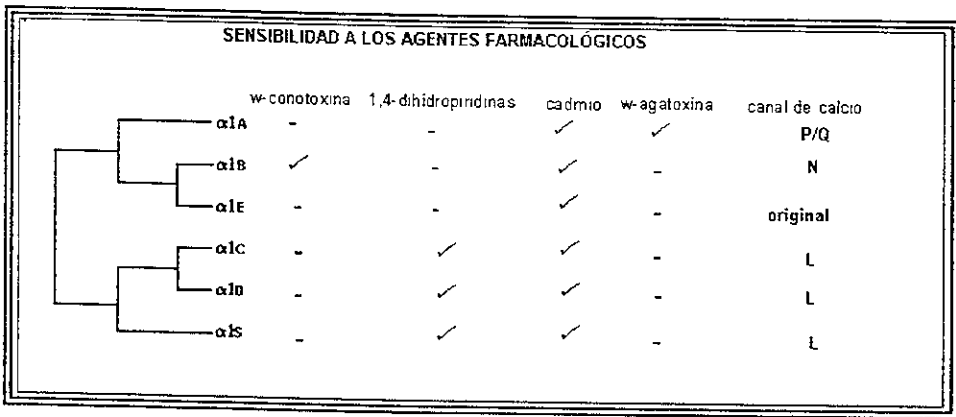 SENSIBILIDAD A LOS AGENTES FARMACOLÓGICOS
w-conotoxina 1,4-dihidropiridinas cadmio w-agatoxina canal de calcio
α1A - - ✓ ✓ P/Q
α1B ✓ - ✓ - N
α1E - - ✓ - original
α1C - ✓ ✓ - L
α1D - ✓ ✓ - L
α1S - ✓ ✓ - L